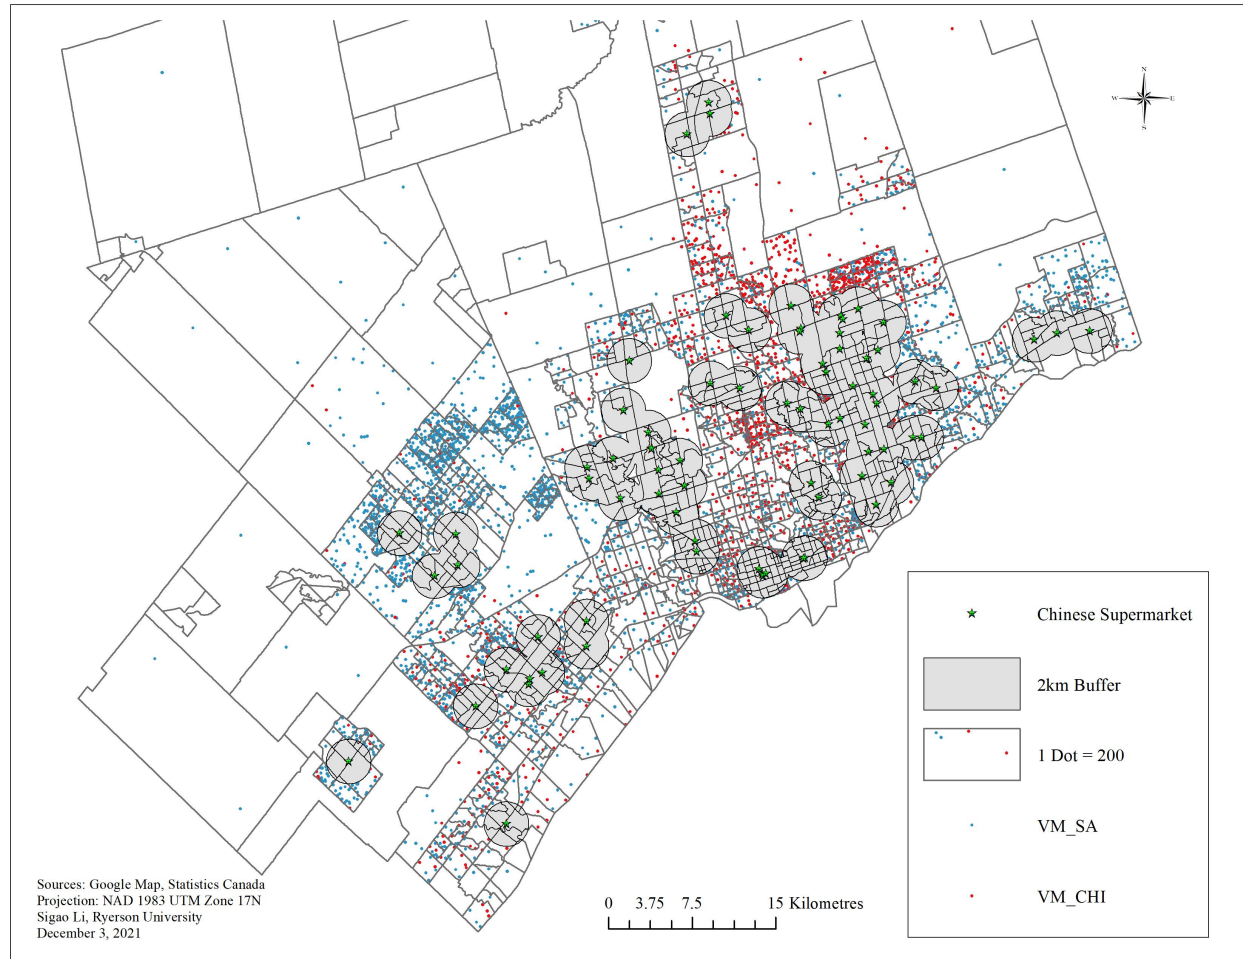 N
W E
S
Chinese Supermarket
2km Buffer
1 Dot = 200
VM_SA
VM_CHI
Sources: Google Map, Statistics Canada
Projection: NAD 1983 UTM Zone 17N
Sigao Li, Ryerson University
December 3, 2021
0 3.75 7.5 15 Kilometres